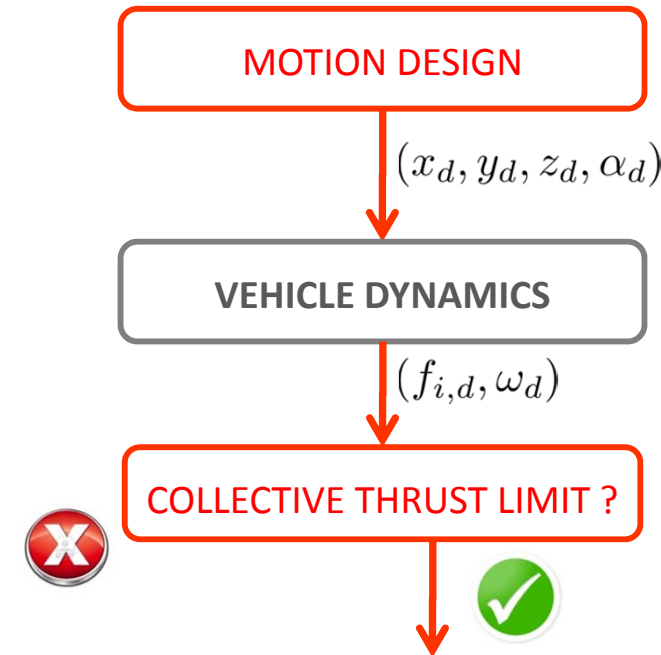 MOTION DESIGN
(x_d, y_d, z_d, α_d)
VEHICLE DYNAMICS
(f_{i,d}, ω_d)
COLLECTIVE THRUST LIMIT ?
X